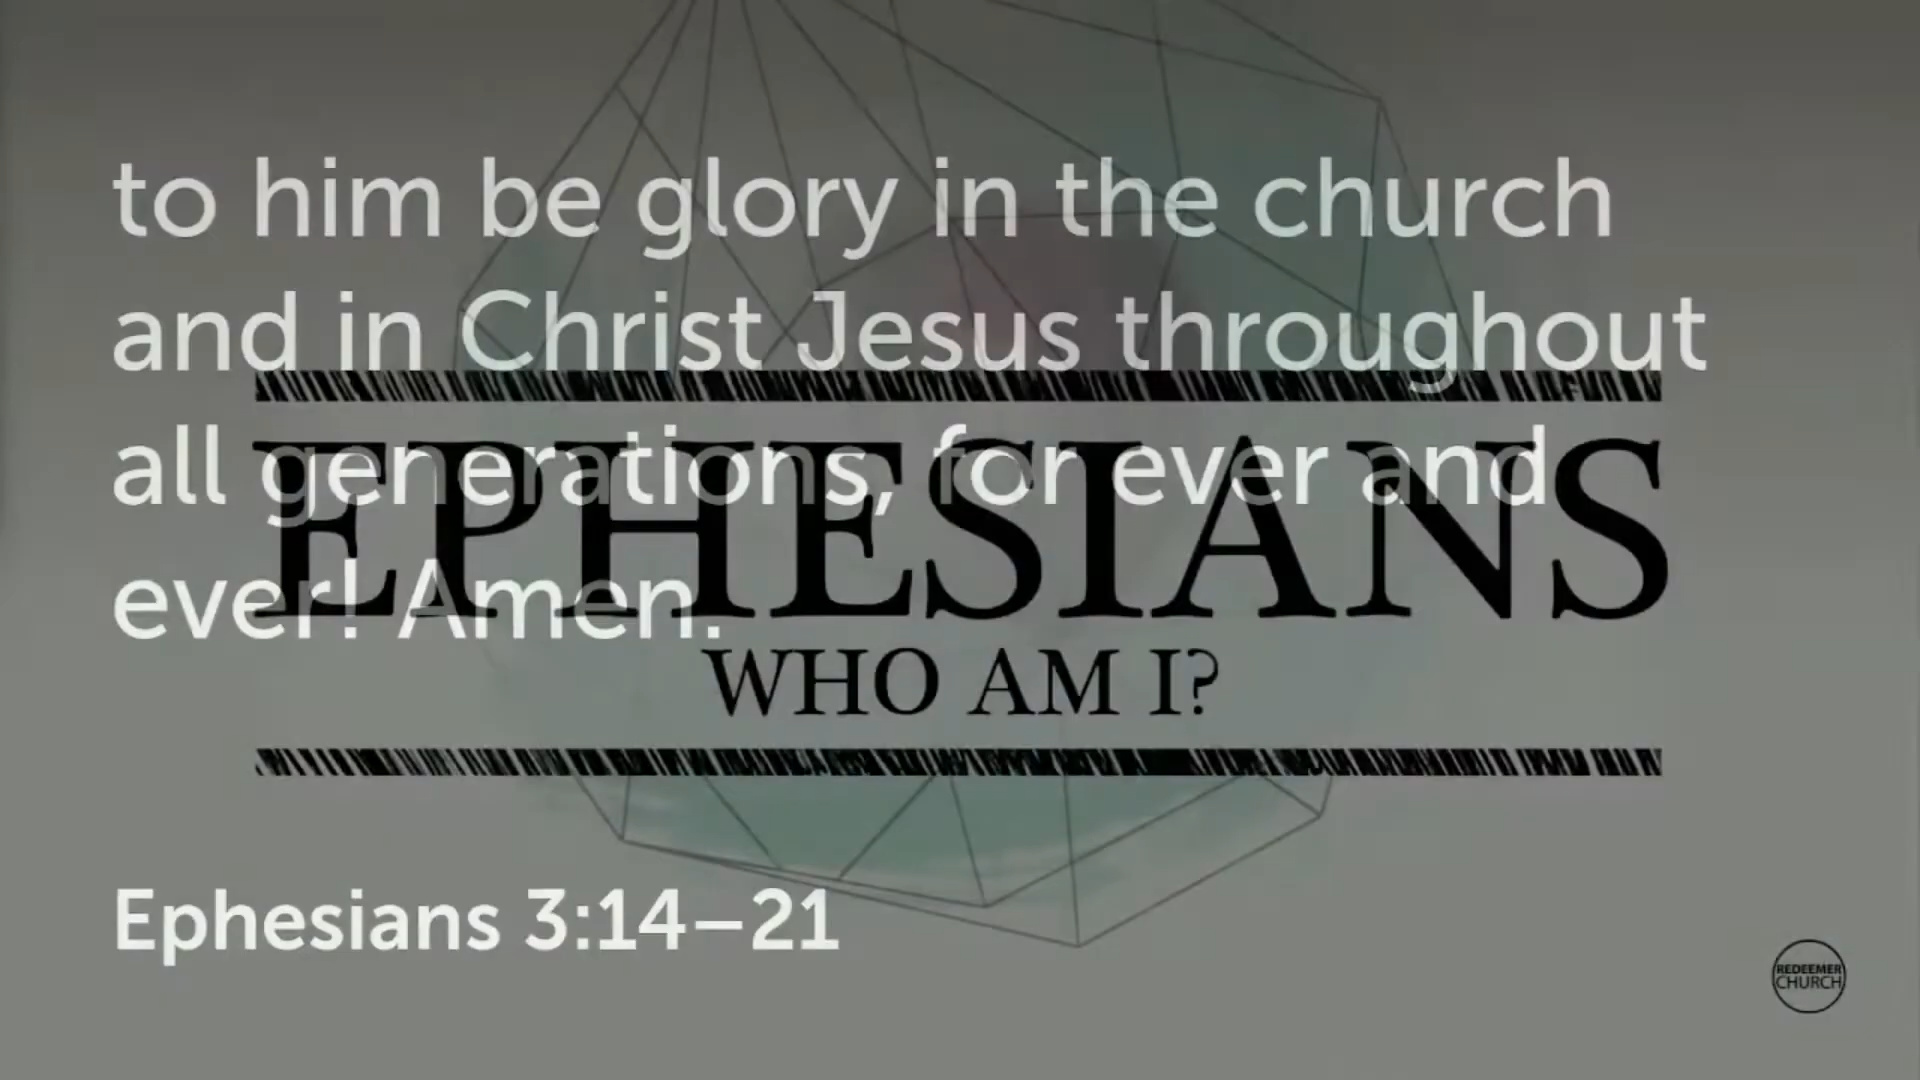 to him be glory in the church
and in Christ Jesus throughout
all generations, for ever and
ever! Amen.
EPHESIANS
WHO AM I?
Ephesians 3:14–21
REDEEMER
CHURCH